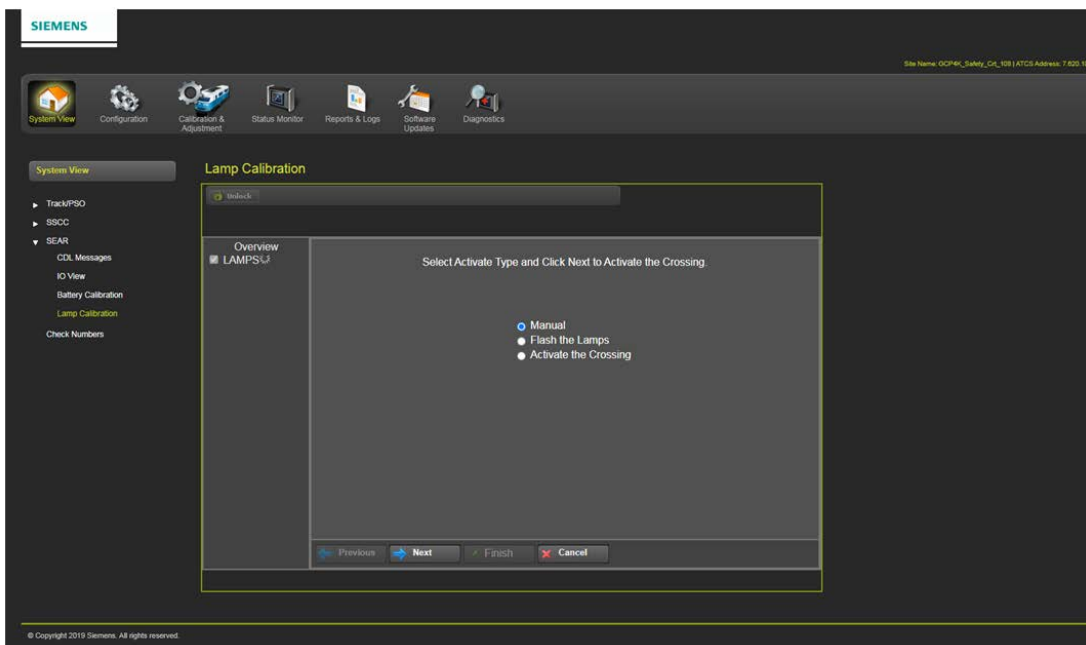 SIEMENS
Site Name: GCP4K_Safety_Crt_109 | ATCS Address: 7.620.10
System View
Configuration
Calibration & Adjustment
Status Monitor
Reports & Logs
Software Updates
Diagnostics
System View
Lamp Calibration
Unlock
Track/PSO
SSCC
SEAR
CDL Messages
IO View
Battery Calibration
Lamp Calibration
Check Numbers
Overview
LAMPS
Select Activate Type and Click Next to Activate the Crossing.
Manual
Flash the Lamps
Activate the Crossing
Previous Next Finish Cancel
© Copyright 2019 Siemens. All rights reserved.